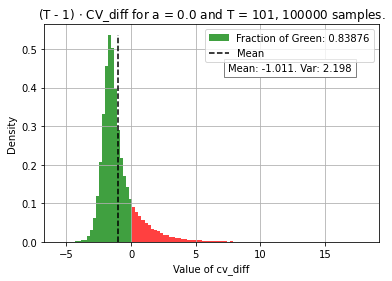 (T - 1) · CV_diff for a = 0.0 and T = 101, 100000 samples.
Fraction of Green: 0.83876
Mean
Mean: -1.011. Var: 2.198
Density
0.5
0.4
0.3
0.2
0.1
0.0
−5
0
5
10
15
Value of cv_diff